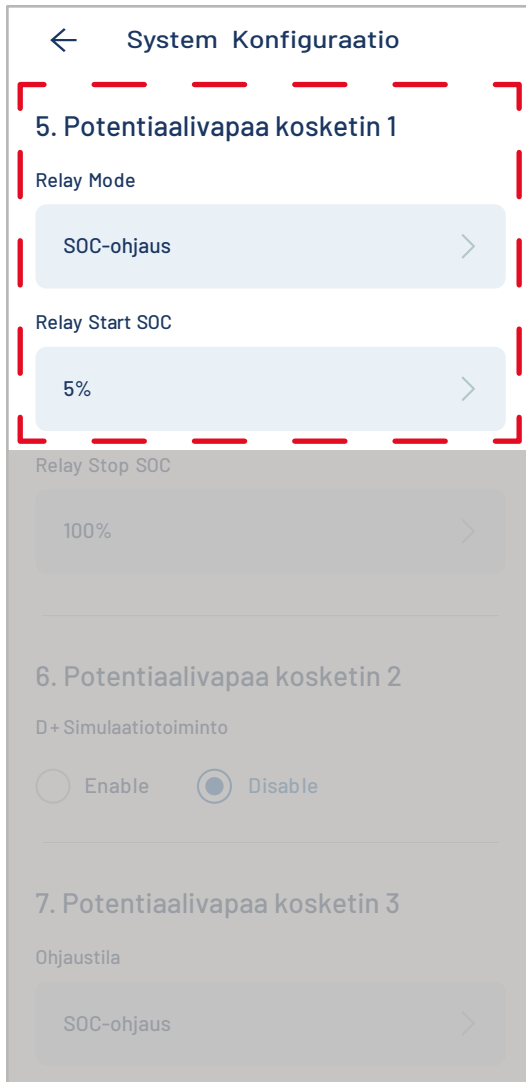 System Konfiguraatio
5. Potentiaalivapaa kosketin 1
Relay Mode
SOC-ohjaus
Relay Start SOC
5%
Relay Stop SOC
100%
6. Potentiaalivapaa kosketin 2
D+ Simulaatiotoiminto
Enable Disable
7. Potentiaalivapaa kosketin 3
Ohjaustila
SOC-ohjaus